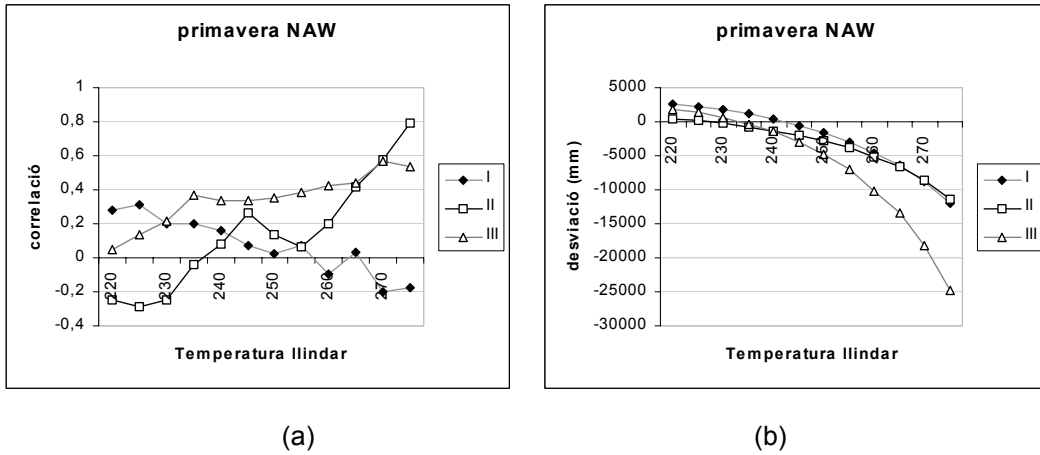 primavera NAW
1
0,8
0,6
0,4
0,2
0
-0,2
-0,4
correlació
220
230
240
250
260
270
Temperatura llindar
I
II
III
(a)
primavera NAW
5000
0
-5000
-10000
-15000
-20000
-25000
-30000
desviació (mm)
220
230
240
250
260
270
Temperatura llindar
I
II
III
(b)